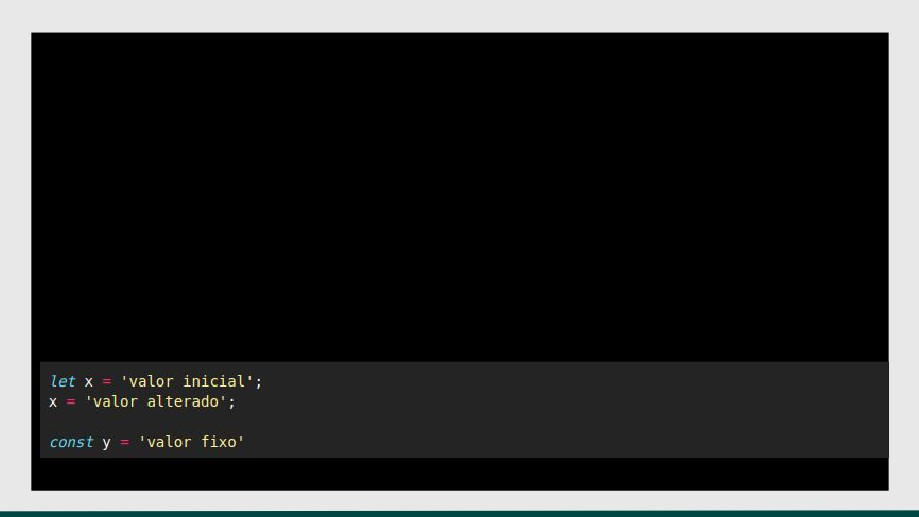 let x = 'valor inicial';
x = 'valor alterado';
const y = 'valor fixo'